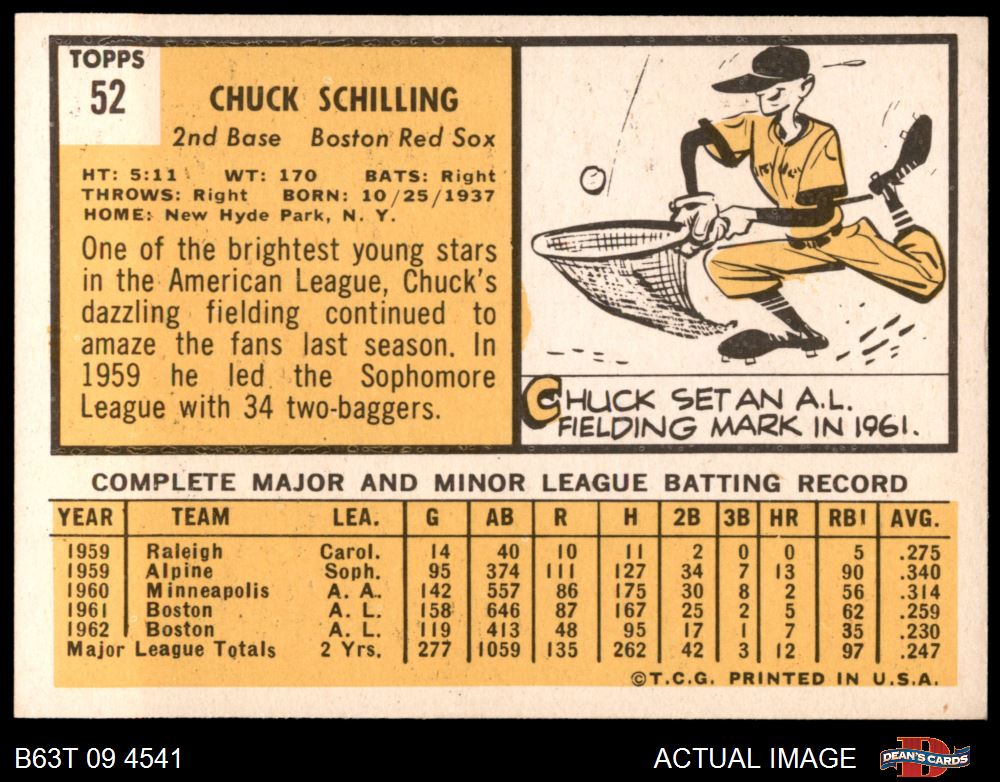 TOPPS
52
CHUCK SCHILLING
2nd Base Boston Red Sox
HT: 5:11 WT: 170 BATS: Right
THROWS: Right BORN: 10/25/1937
HOME: New Hyde Park, N. Y.
One of the brightest young stars
in the American League, Chuck's
dazzling fielding continued to
amaze the fans last season. In
1959 he led the Sophomore
League with 34 two-baggers.
CHUCK SET AN A.L.
FIELDING MARK IN 1961.
COMPLETE MAJOR AND MINOR LEAGUE BATTING RECORD
YEAR TEAM LEA. G AB R H 2B 3B HR RBI AVG.
1959 Raleigh Carol. 14 40 10 11 2 0 0 5 .275
1959 Alpine Soph. 95 374 111 127 34 7 13 90 .340
1960 Minneapolis A. A. 142 557 86 175 30 8 2 56 .314
1961 Boston A. L. 158 646 87 167 25 2 5 62 .259
1962 Boston A. L. 119 413 48 95 17 1 7 35 .230
Major League Totals 2 Yrs. 277 1059 135 262 42 3 12 97 .247
©T.C.G. PRINTED IN U.S.A.
B63T 09 4541 ACTUAL IMAGE DEAN'S CARDS